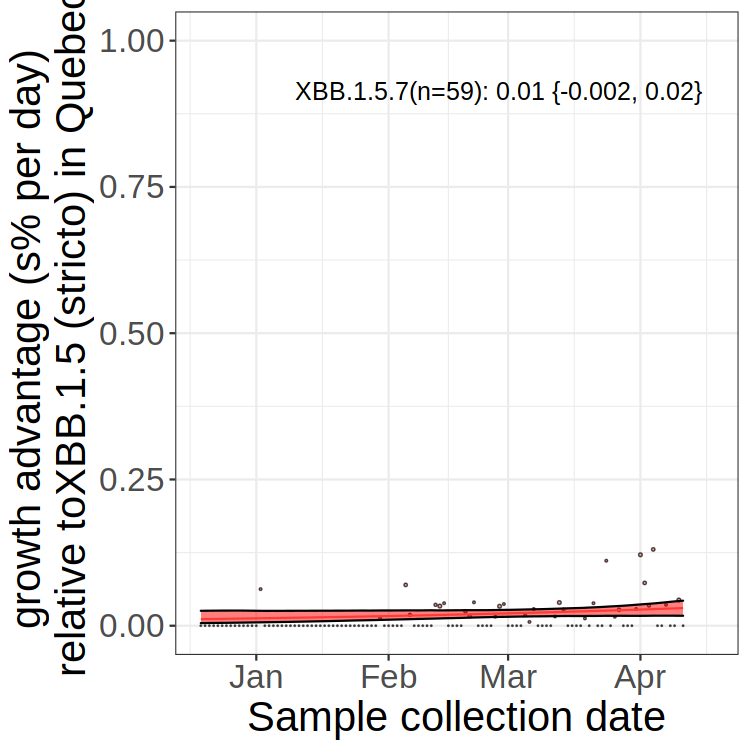 growth advantage (s% per day)
relative toXBB.1.5 (stricto) in Quebec
1.00
0.75
0.50
0.25
0.00
XBB.1.5.7(n=59): 0.01 {-0.002, 0.02}
Jan Feb Mar Apr
Sample collection date